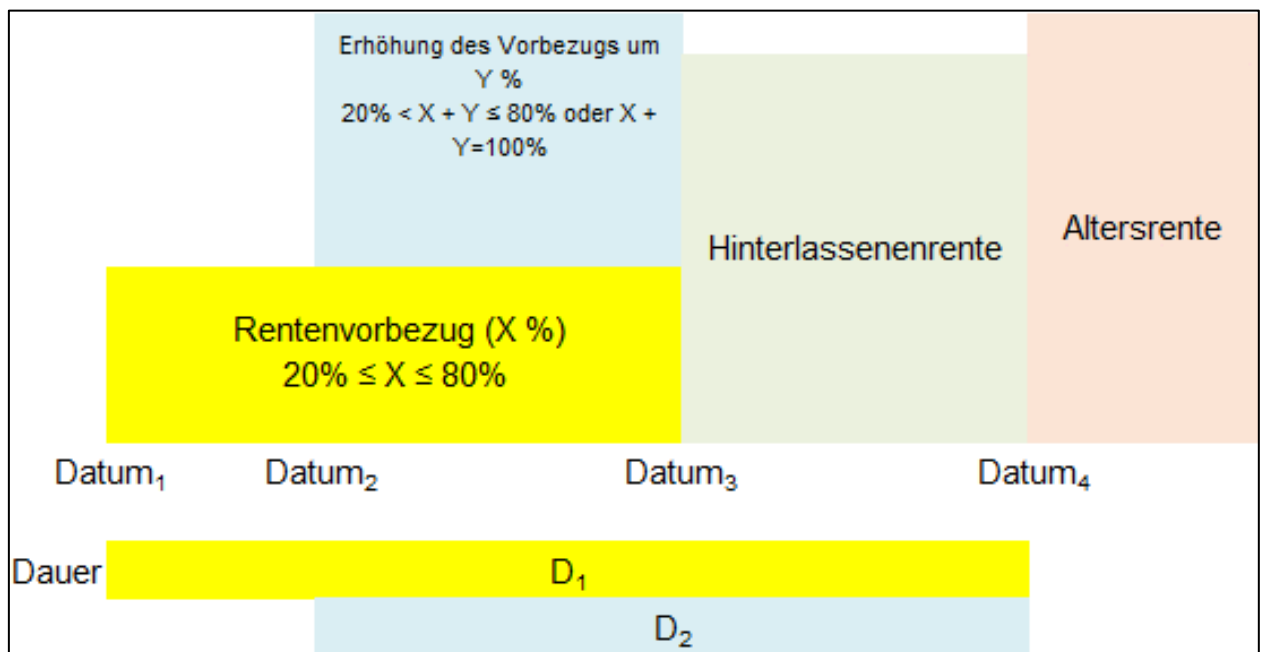 Erhöhung des Vorbezugs um
Y %
20% < X + Y ≤ 80% oder X +
Y=100%
Hinterlassenenrente
Altersrente
Rentenvorbezug (X %)
20% ≤ X ≤ 80%
Datum₁
Datum₂
Datum₃
Datum₄
Dauer
D₁
D₂